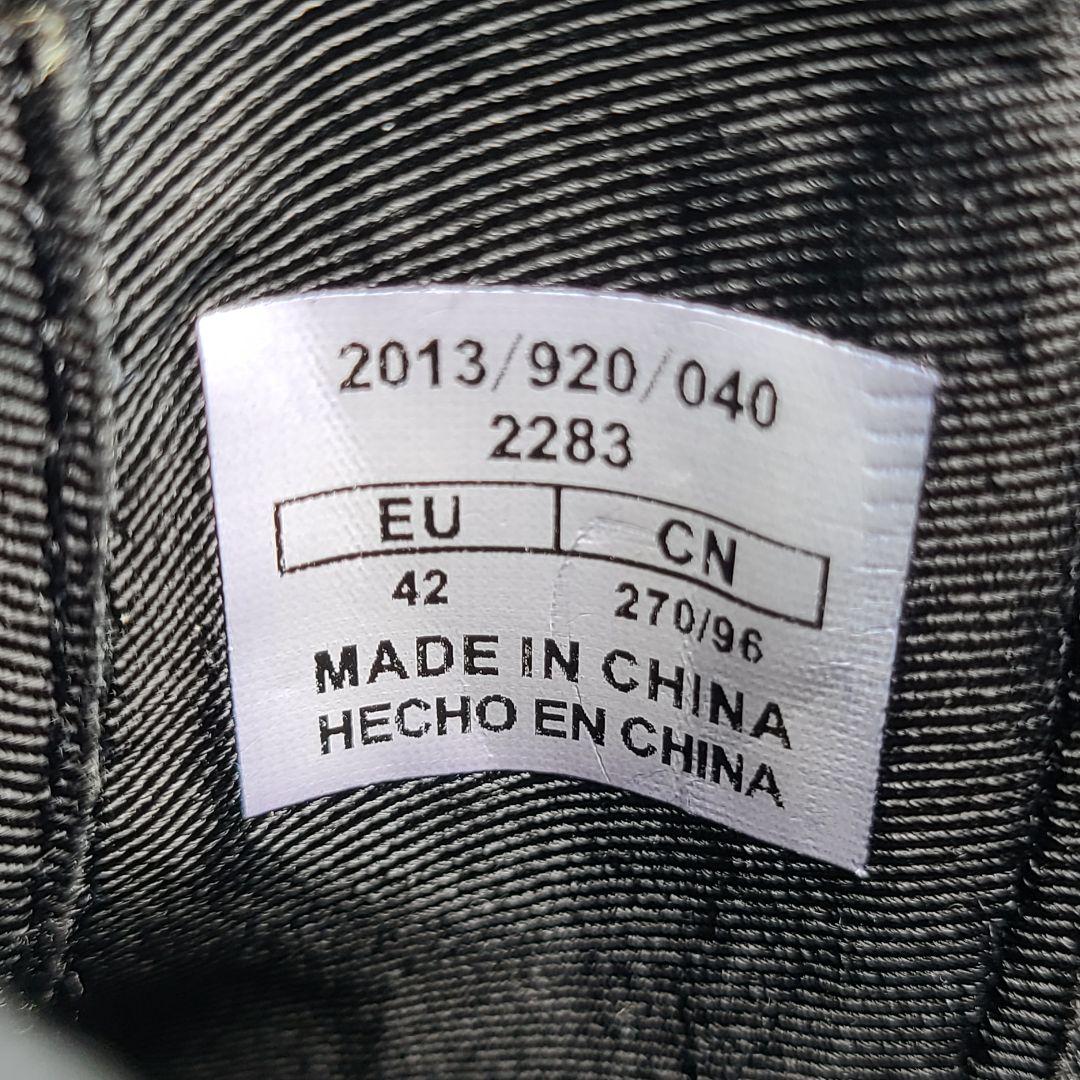 2013/920/040
2283
EU CN
42 270/96
MADE IN CHINA
HECHO EN CHINA